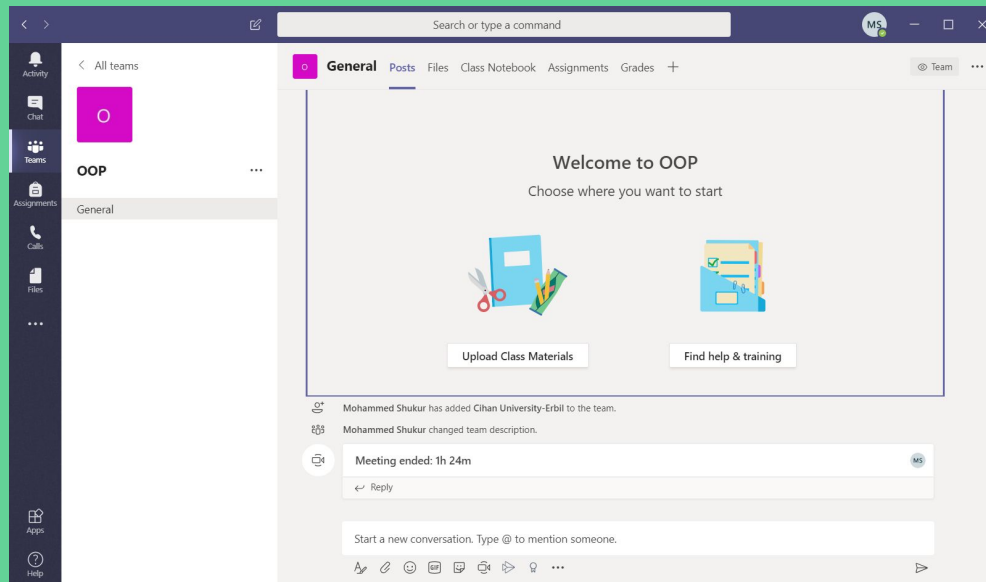 Search or type a command
MS
Activity
Chat
Teams
Assignments
Calls
Files
Apps
Help
All teams
O
OOP
General
O
General Posts Files Class Notebook Assignments Grades
Team
Welcome to OOP
Choose where you want to start
Upload Class Materials
Find help & training
Mohammed Shukur has added Cihan University-Erbil to the team.
Mohammed Shukur changed team description.
Meeting ended: 1h 24m
MS
Reply
Start a new conversation. Type @ to mention someone.
GIF